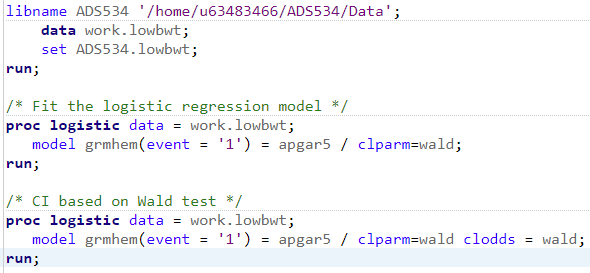 libname ADS534 '/home/u63483466/ADS534/Data';
data work.lowbwt;
set ADS534.lowbwt;
run;
/* Fit the logistic regression model */
proc logistic data = work.lowbwt;
model grmhem(event = '1') = apgar5 / clparm=wald;
run;
/* CI based on Wald test */
proc logistic data = work.lowbwt;
model grmhem(event = '1') = apgar5 / clparm=wald clodds = wald;
run;